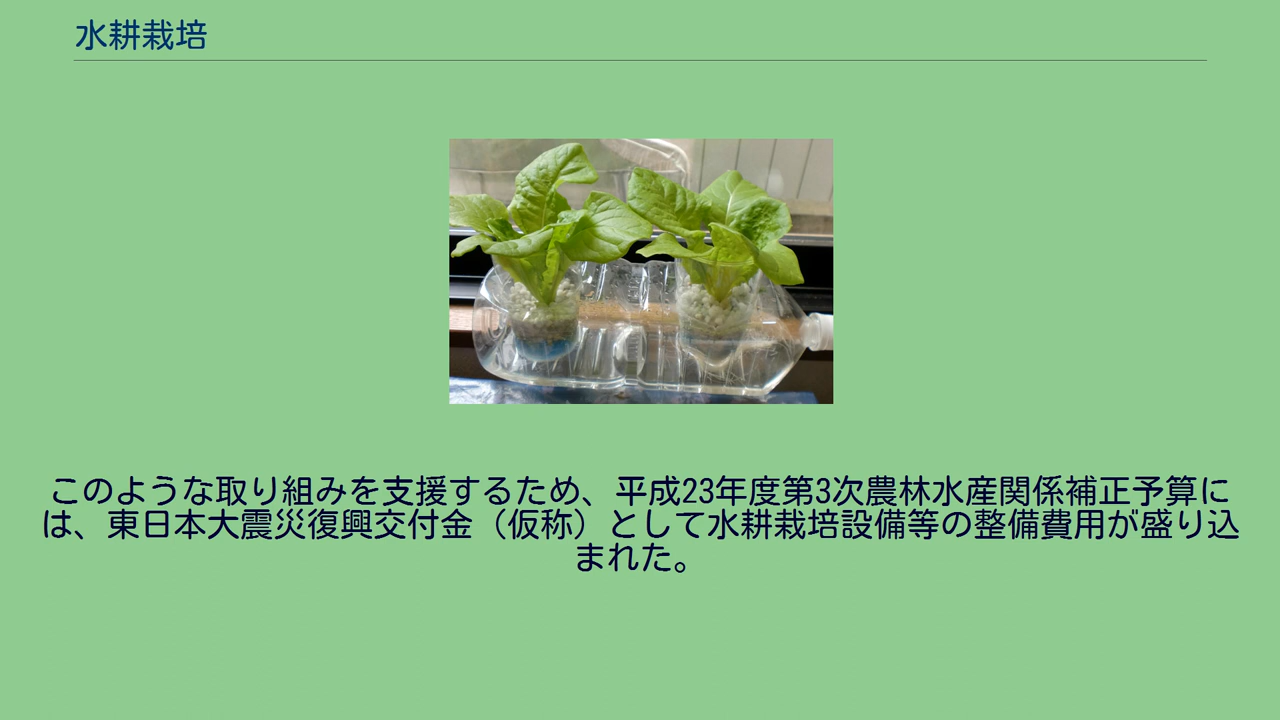 水耕栽培
このような取り組みを支援するため、平成23年度第3次農林水産関係補正予算に
は、東日本大震災復興交付金（仮称）として水耕栽培設備等の整備費用が盛り込
まれた。